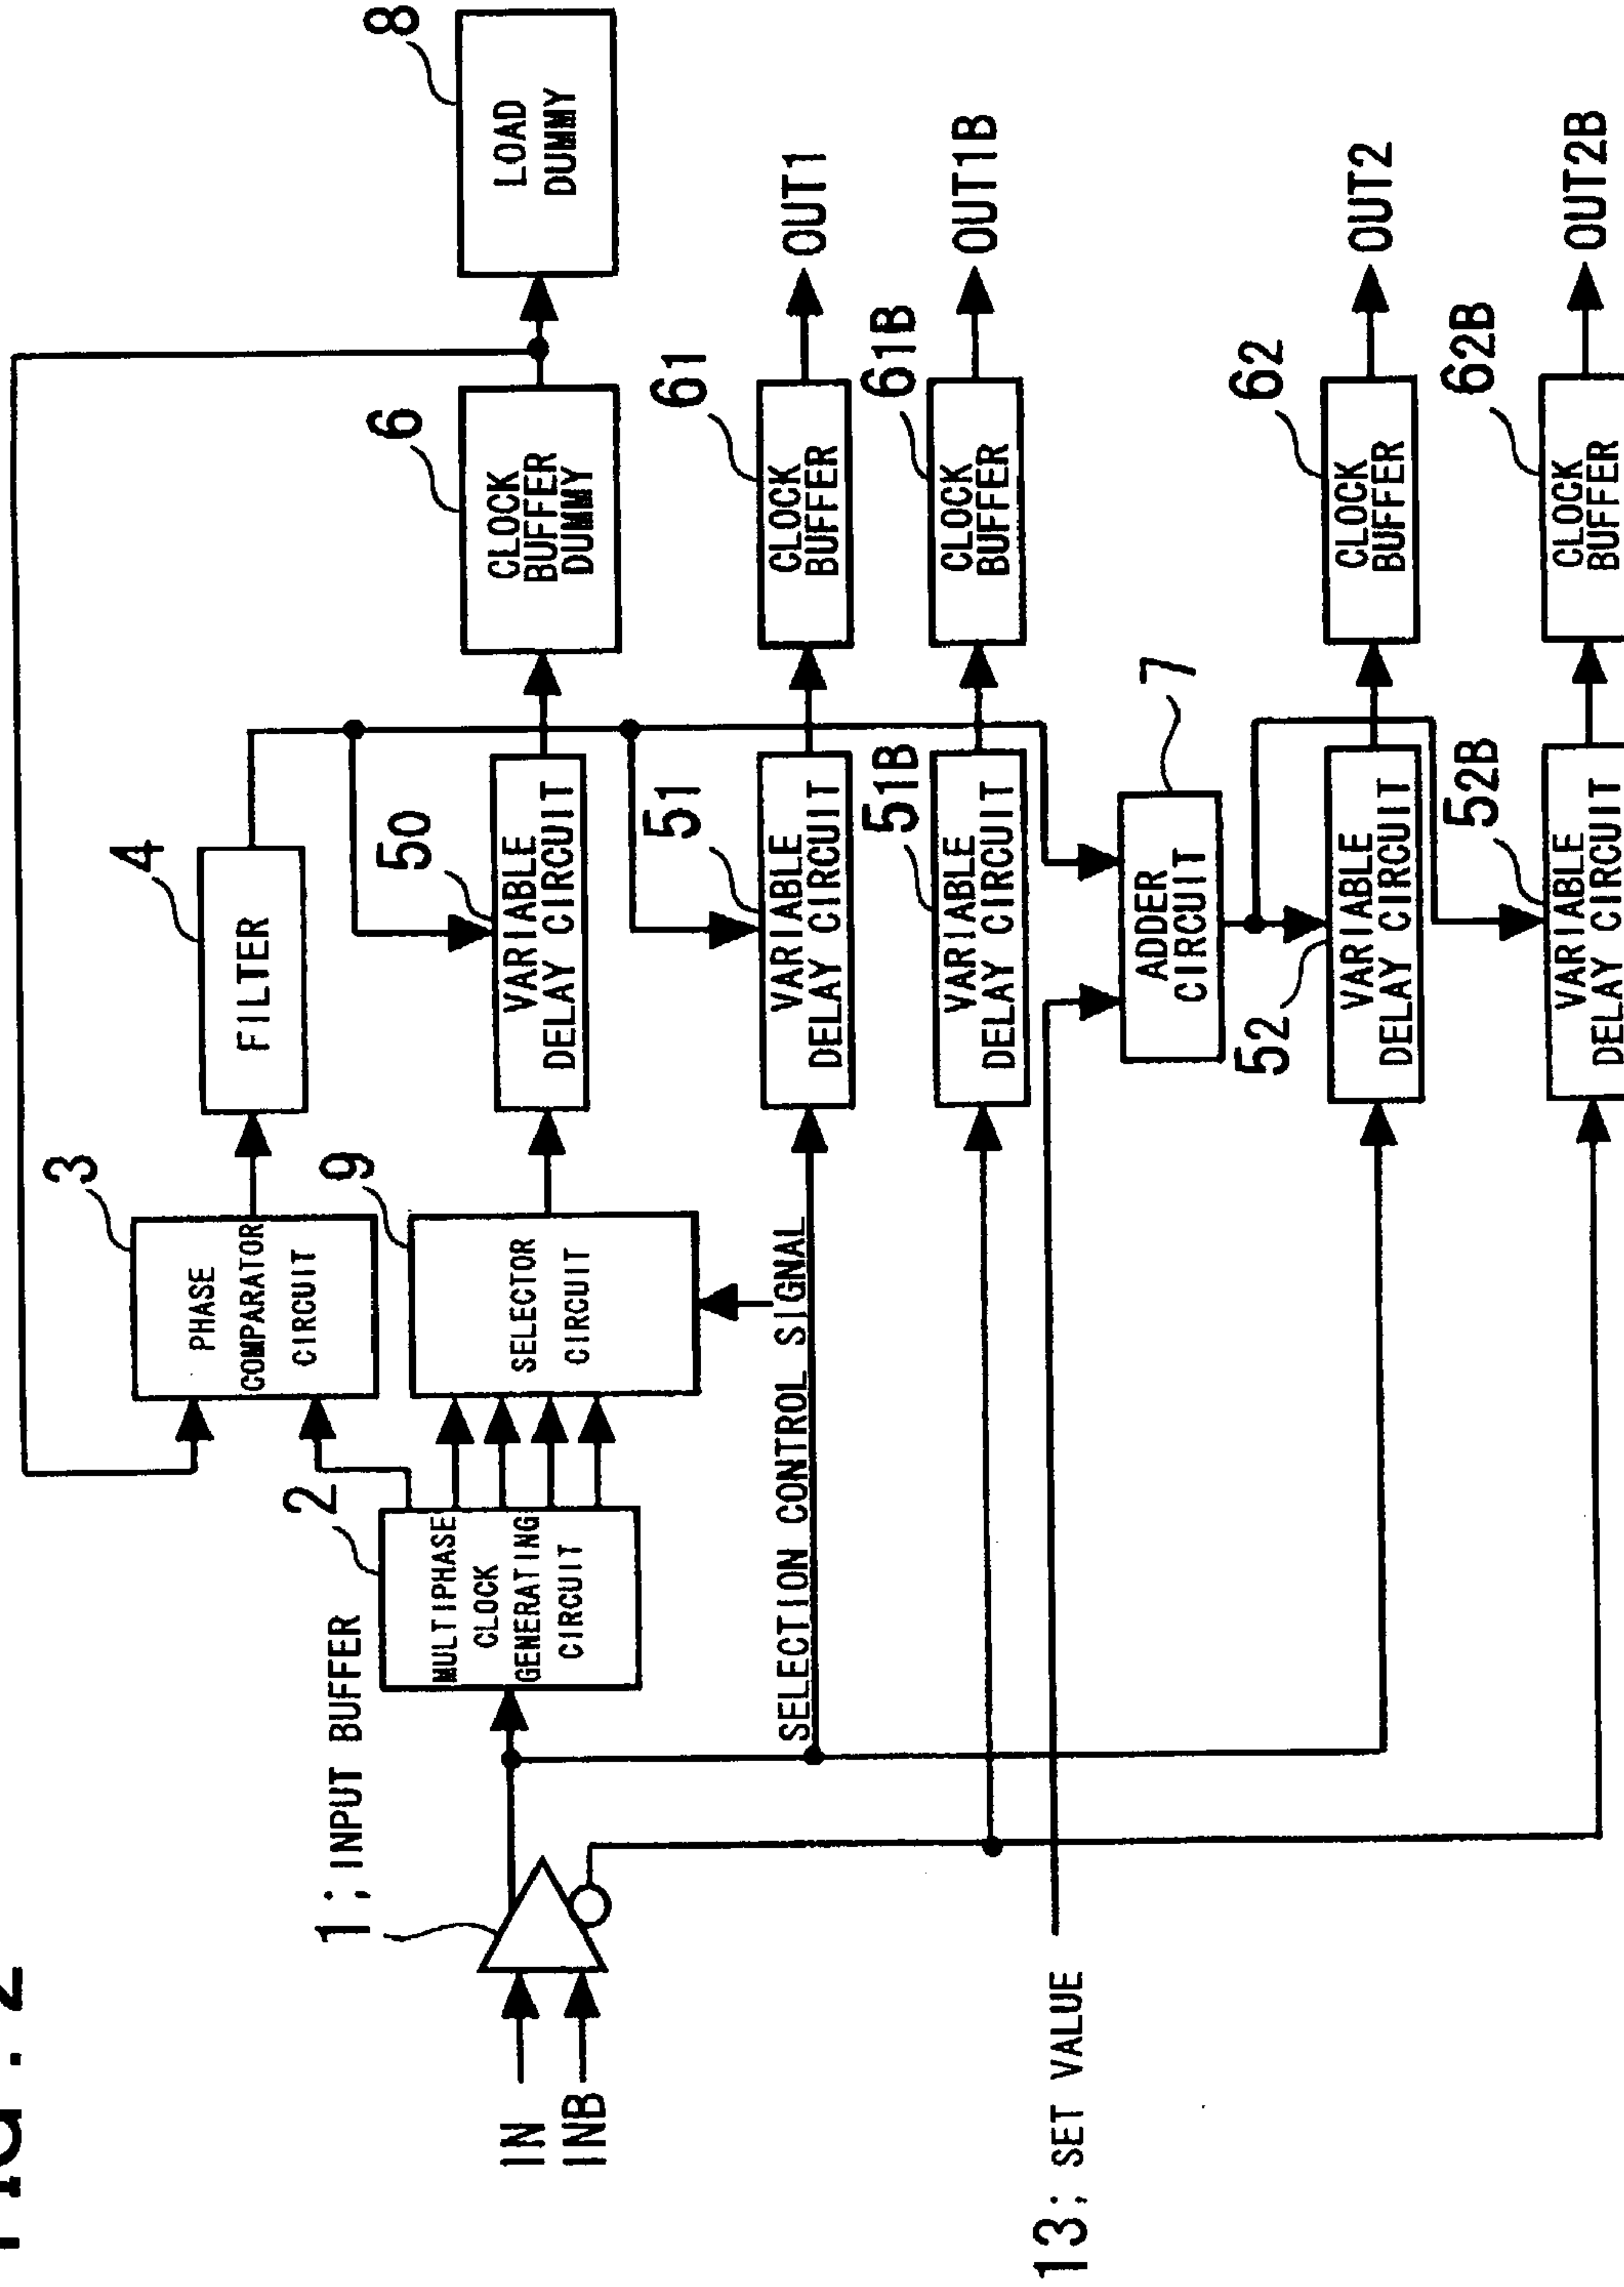 FIG. 2
1; INPUT BUFFER
IN
INB
2
MULTIPHASE
CLOCK
GENERATING
CIRCUIT
3
PHASE
COMPARATOR
CIRCUIT
4
FILTER
9
SELECTOR
CIRCUIT
SELECTION CONTROL SIGNAL
50
VARIABLE
DELAY CIRCUIT
6
CLOCK
BUFFER
DUMMY
8
LOAD
DUMMY
51
VARIABLE
DELAY CIRCUIT
61
CLOCK
BUFFER
OUT1
51B
VARIABLE
DELAY CIRCUIT
61B
CLOCK
BUFFER
OUT1B
13; SET VALUE
7
ADDER
CIRCUIT
52
VARIABLE
DELAY CIRCUIT
62
CLOCK
BUFFER
OUT2
52B
VARIABLE
DELAY CIRCUIT
62B
CLOCK
BUFFER
OUT2B